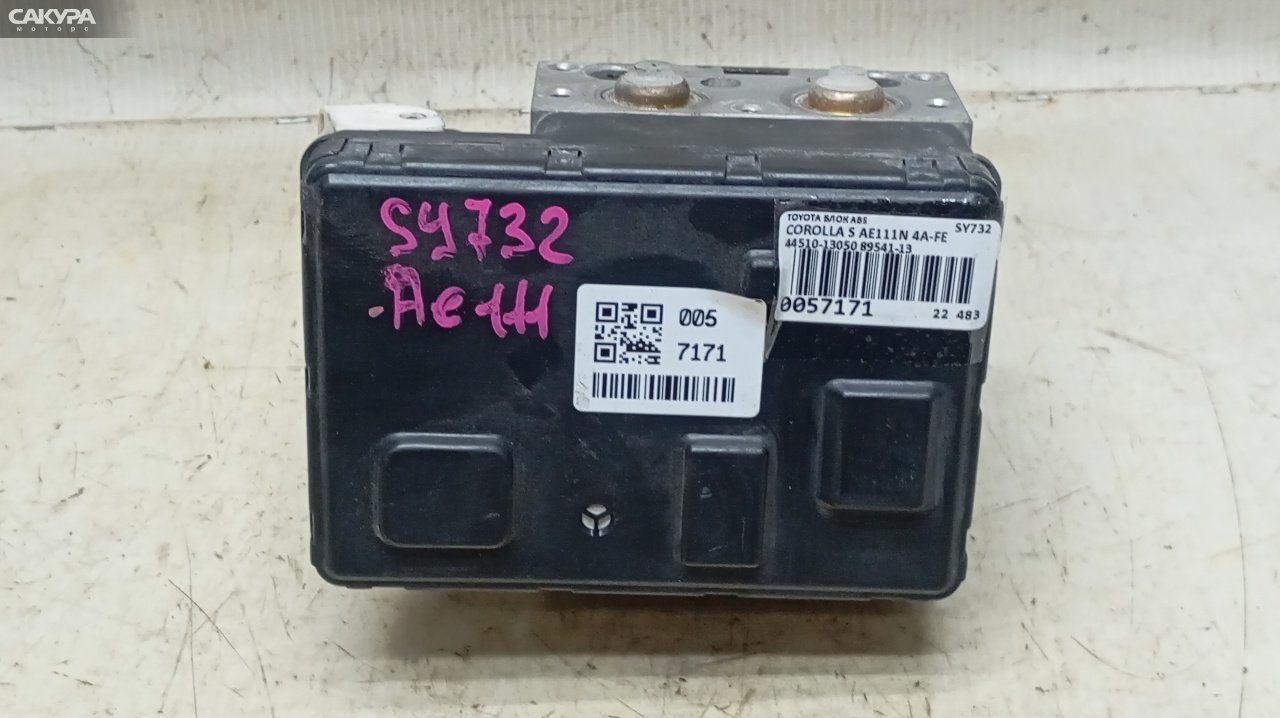 САКУРА
моторс
SY732
Ae111
TOYOTA БЛОК ABS
SY732
COROLLA S AE111N 4A-FE
44510-13050 89541-13
0057171
22 483
005
7171